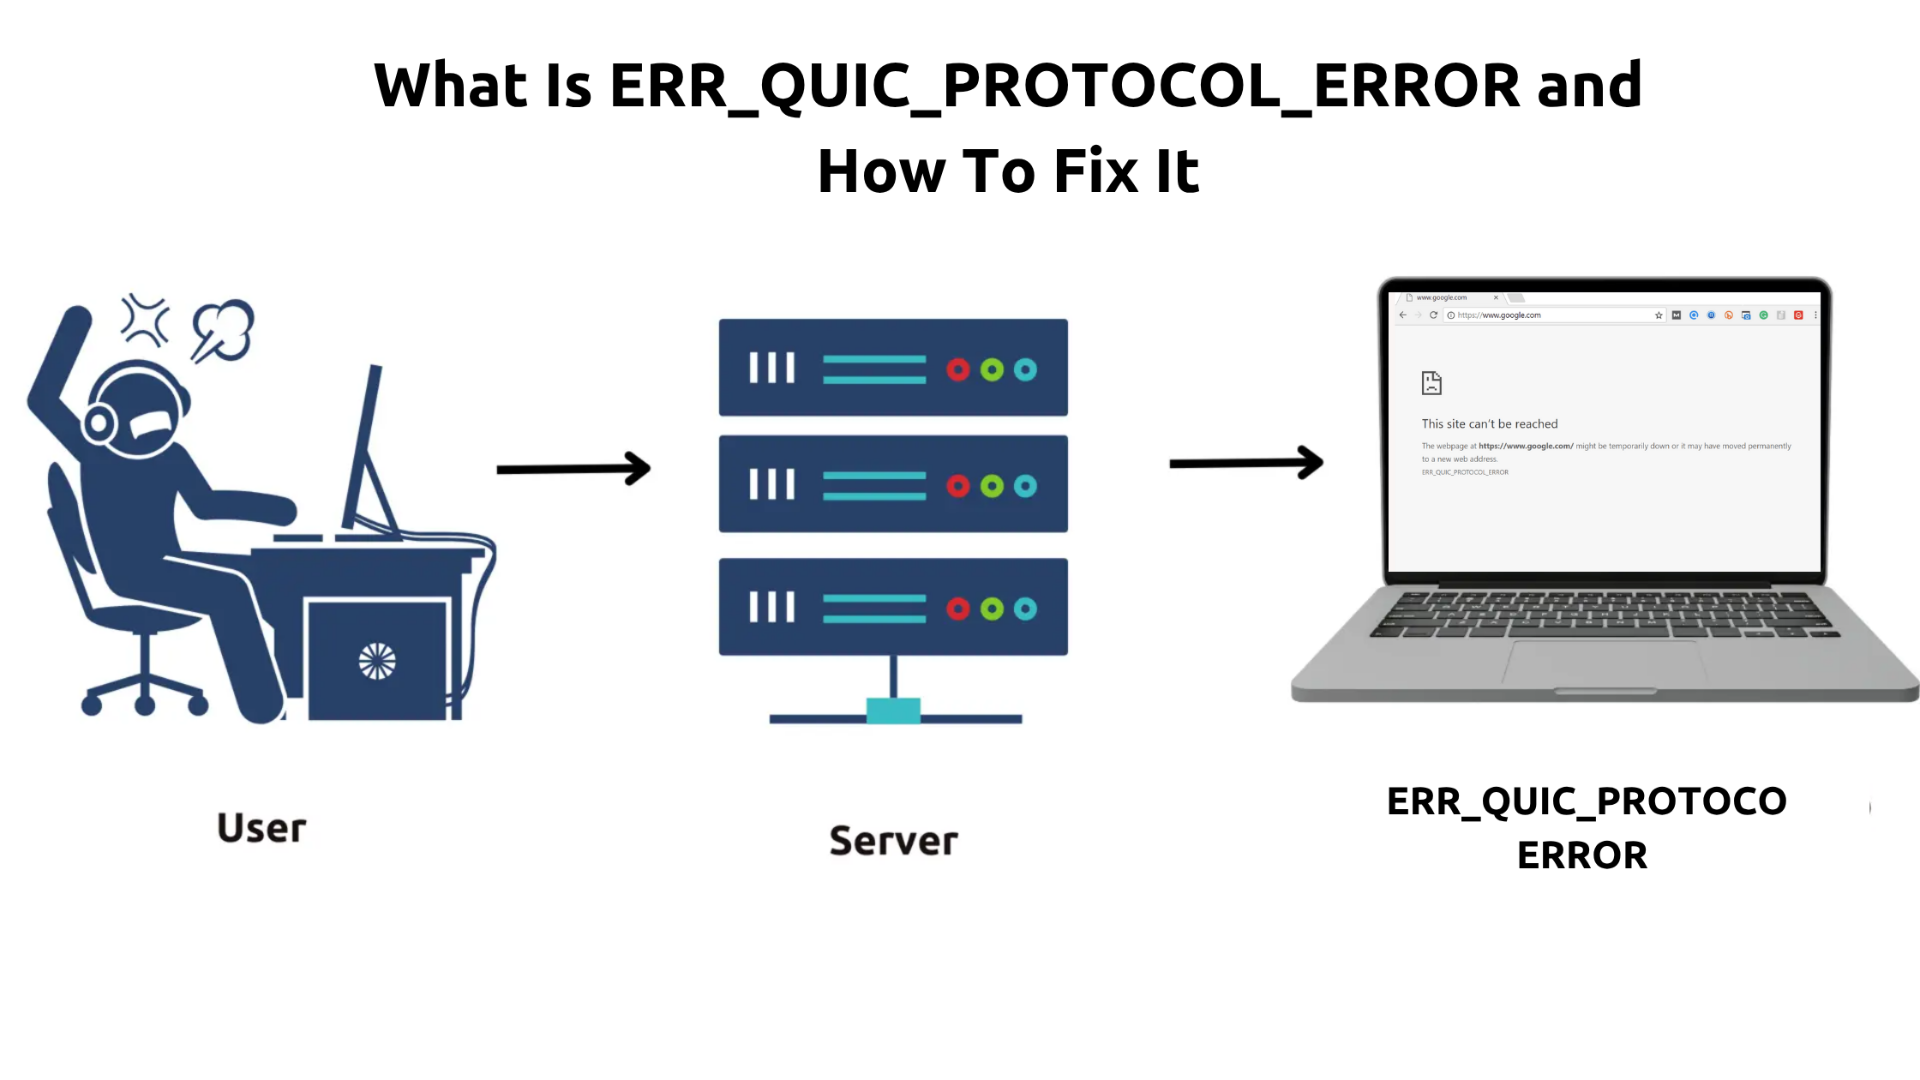 What Is ERR_QUIC_PROTOCOL_ERROR and
How To Fix It
www.google.com
https://www.google.com
This site can't be reached
The webpage at https://www.google.com/ might be temporarily down or it may have moved permanently
to a new web address.
ERR_QUIC_PROTOCOL_ERROR
User
Server
ERR_QUIC_PROTOCO
ERROR